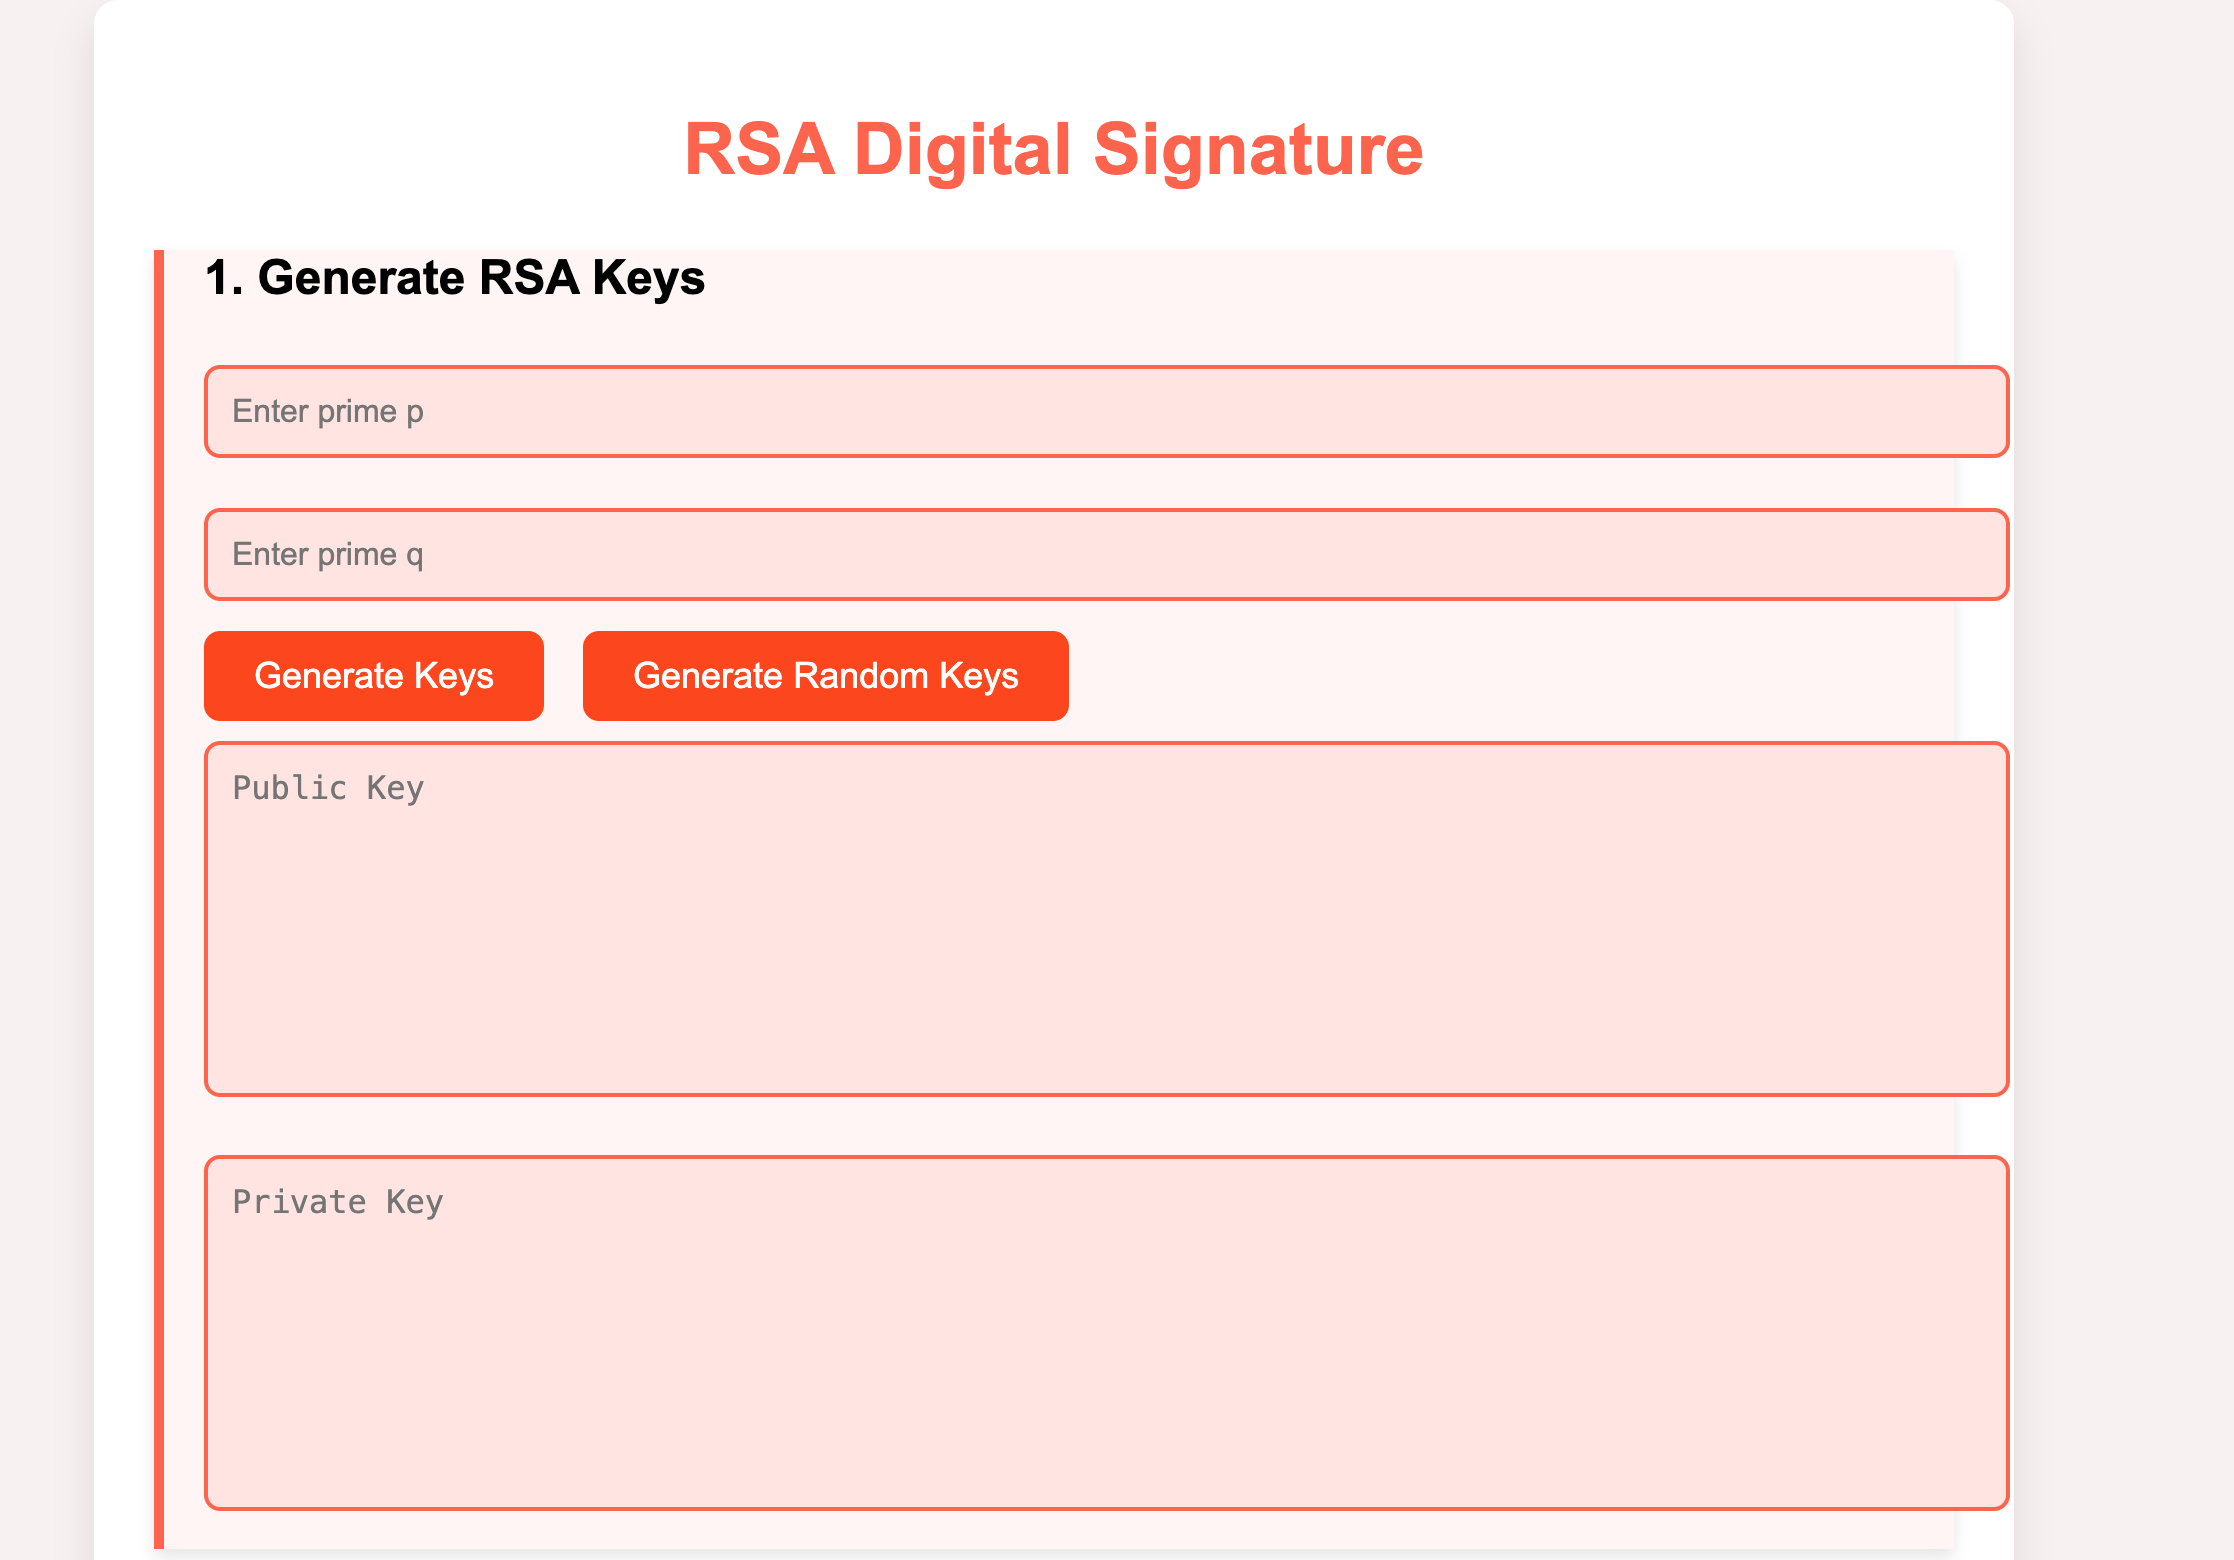 RSA Digital Signature
1. Generate RSA Keys
Enter prime p
Enter prime q
Generate Keys Generate Random Keys
Public Key
Private Key